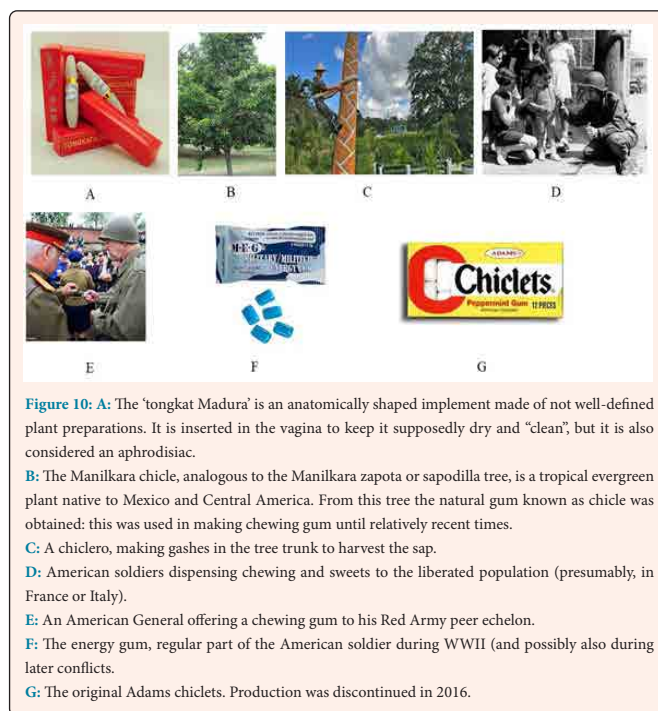 TONGKAT
A
B
C
D
M·E·G
ADAMS
Chiclets
Peppermint Gum
12 PIECES
E
F
G
Figure 10: A: The ‘tongkat Madura’ is an anatomically shaped implement made of not well-defined
plant preparations. It is inserted in the vagina to keep it supposedly dry and “clean”, but it is also
considered an aphrodisiac.
B: The Manilkara chicle, analogous to the Manilkara zapota or sapodilla tree, is a tropical evergreen
plant native to Mexico and Central America. From this tree the natural gum known as chicle was
obtained: this was used in making chewing gum until relatively recent times.
C: A chiclero, making gashes in the tree trunk to harvest the sap.
D: American soldiers dispensing chewing and sweets to the liberated population (presumably, in
France or Italy).
E: An American General offering a chewing gum to his Red Army peer echelon.
F: The energy gum, regular part of the American soldier during WWII (and possibly also during
later conflicts.
G: The original Adams chiclets. Production was discontinued in 2016.